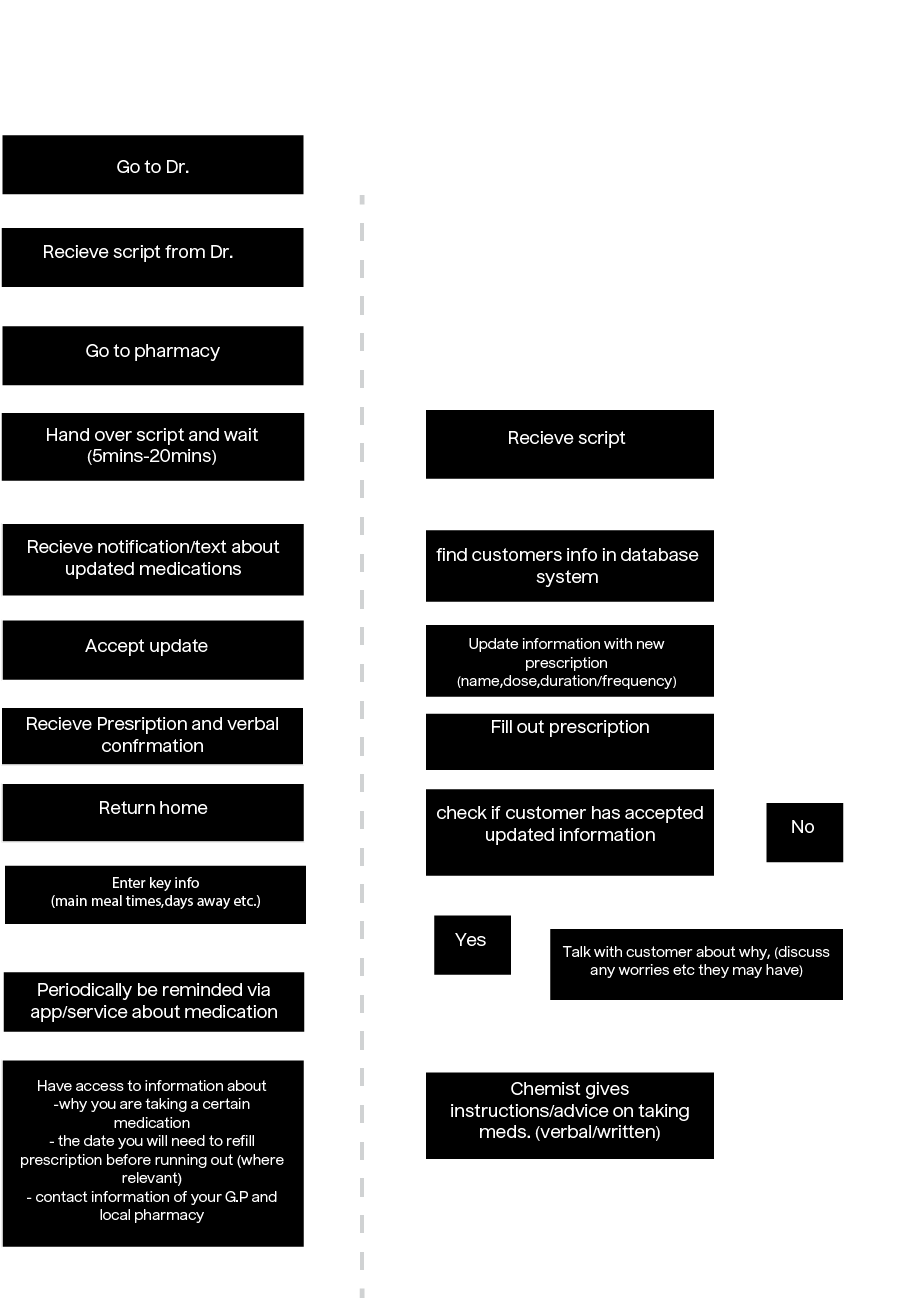 Go to Dr.
Recieve script from Dr.
Go to pharmacy
Hand over script and wait
(5mins-20mins)
Recieve notification/text about
updated medications
Accept update
Recieve Presription and verbal
confrmation
Return home
Enter key info
(main meal times,days away etc.)
Periodically be reminded via
app/service about medication
Have access to information about
-why you are taking a certain
medication
- the date you will need to refill
prescription before running out (where
relevant)
- contact information of your G.P and
local pharmacy
Recieve script
find customers info in database
system
Update information with new
prescription
(name,dose,duration/frequency)
Fill out prescription
check if customer has accepted
updated information
No
Yes
Talk with customer about why, (discuss
any worries etc they may have)
Chemist gives
instructions/advice on taking
meds. (verbal/written)